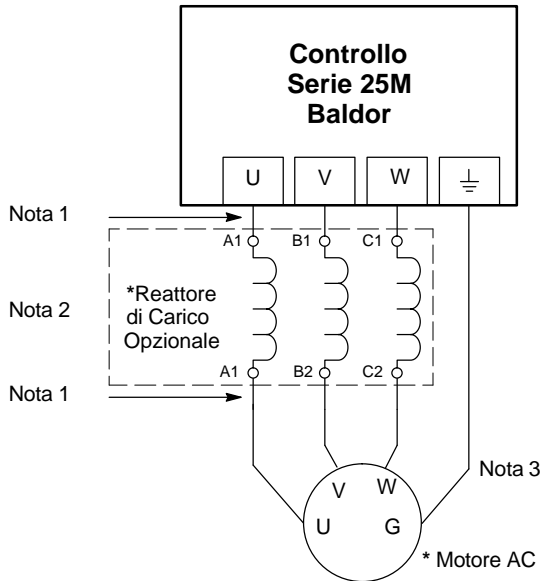 Controllo
Serie 25M
Baldor
U V W
Nota 1
A1 B1 C1
Nota 2
*Reattore
di Carico
Opzionale
A1 B2 C2
Nota 1
Nota 3
V W
U G
* Motore AC